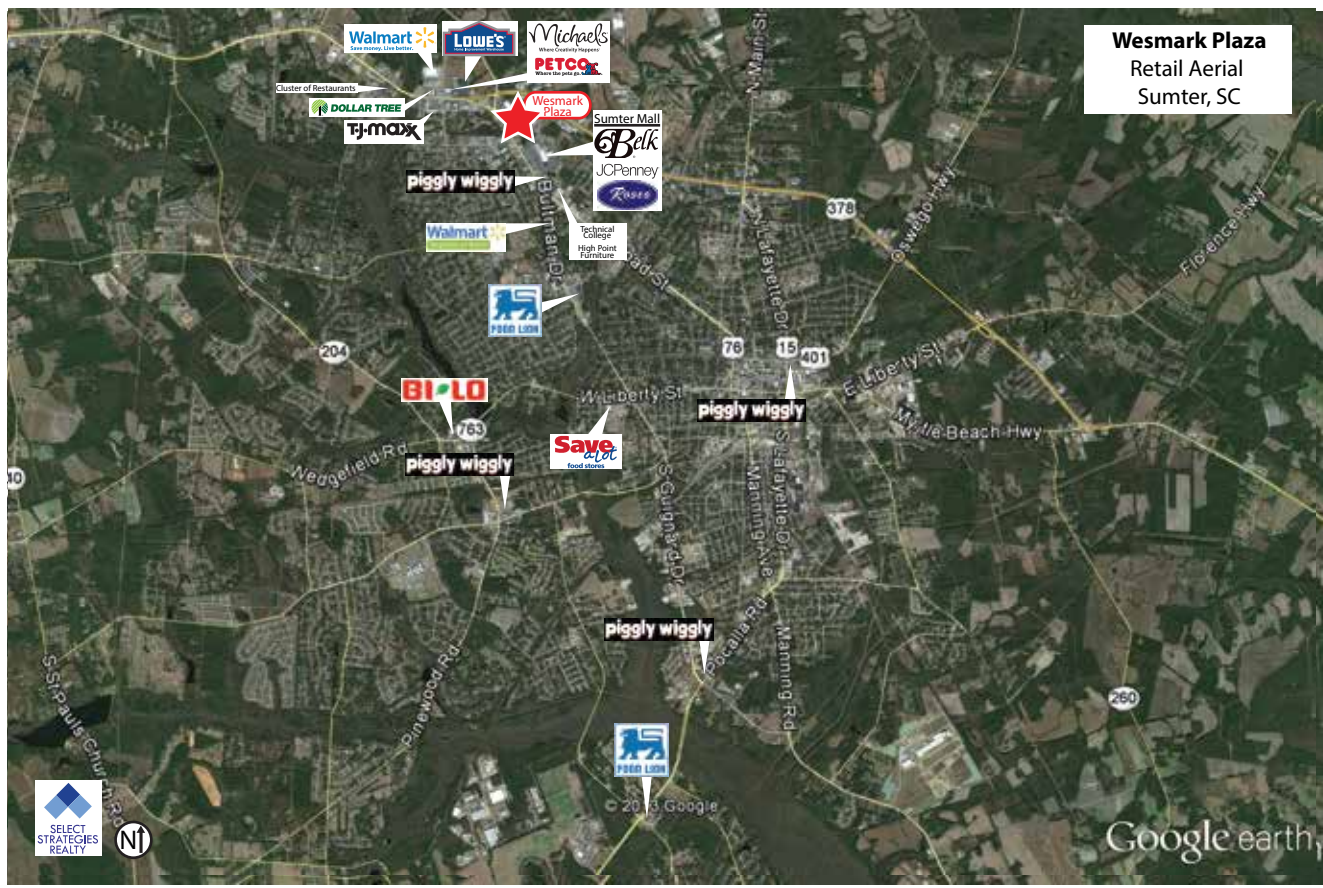 Wesmark Plaza
Retail Aerial
Sumter, SC
Walmart
Save money. Live better.
LOWE'S
Home Improvement Warehouse
Michaels
Where Creativity Happens
PETCO
Where the pets go.
Cluster of Restaurants
DOLLAR TREE
T·J·maxx
Wesmark
Plaza
Sumter Mall
Belk
JCPenney
Roses
piggly wiggly
Walmart
Technical
College
High Point
Furniture
Bultman Dr
N Main St
N Lafayette Dr
Oswego Hwy
Florence Hwy
378
FOOD LION
204
76
15
401
E Liberty St
W Liberty St
BI-LO
763
piggly wiggly
Save
a lot
food stores
piggly wiggly
Myrtle Beach Hwy
Wedgefield Rd
40
S Guignard Dr
Manning Ave
S Lafayette Dr
piggly wiggly
Pocalla Rd
Manning Rd
Pinewood Rd
S St Pauls Church Rd
260
FOOD LION
© 2013 Google
SELECT
STRATEGIES
REALTY
N
Google earth